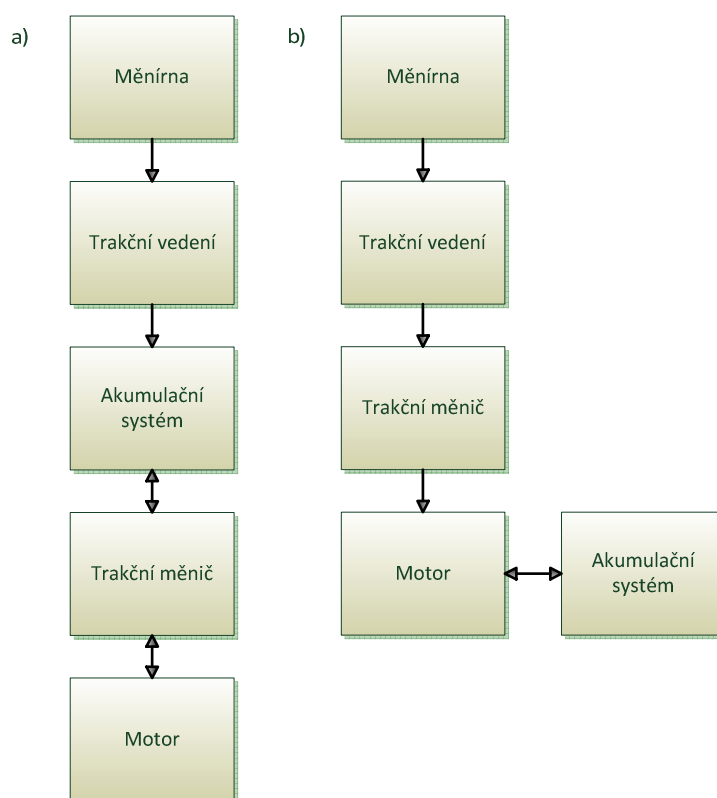 a)
Měnírna
Trakční vedení
Akumulační
systém
Trakční měnič
Motor
b)
Měnírna
Trakční vedení
Trakční měnič
Motor
Akumulační
systém